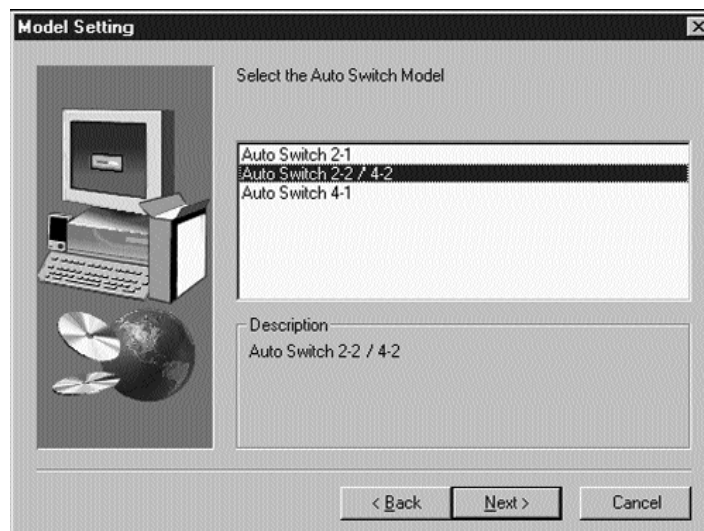 Model Setting
Select the Auto Switch Model
Auto Switch 2-1
Auto Switch 2-2 / 4-2
Auto Switch 4-1
Description
Auto Switch 2-2 / 4-2
< Back
Next >
Cancel